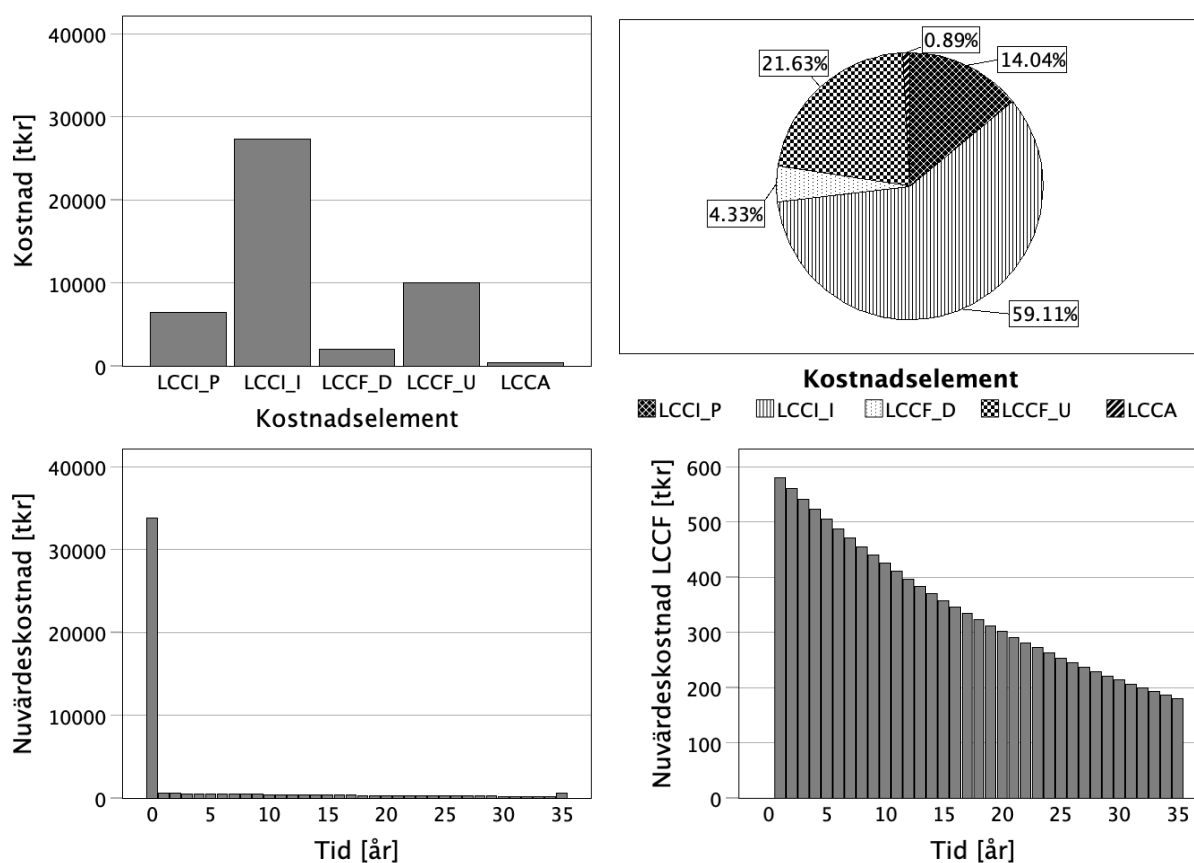 Kostnad [tkr]
40000
30000
20000
10000
0
LCCI_P LCCI_I LCCF_D LCCF_U LCCA
Kostnadselement
0.89%
21.63%
14.04%
4.33%
59.11%
Kostnadselement
LCCI_P LCCI_I LCCF_D LCCF_U LCCA
Nuvärdeskostnad [tkr]
40000
30000
20000
10000
0
0 5 10 15 20 25 30 35
Tid [år]
Nuvärdeskostnad LCCF [tkr]
600
500
400
300
200
100
0
0 5 10 15 20 25 30 35
Tid [år]